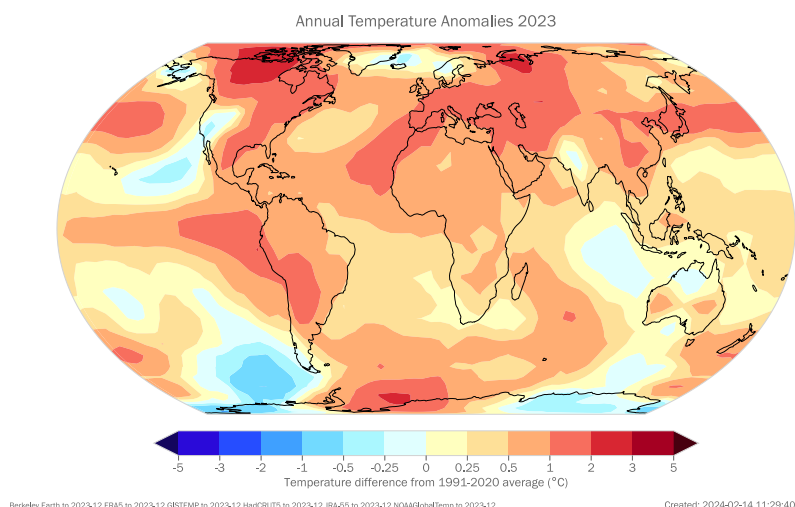 Annual Temperature Anomalies 2023
-5 -3 -2 -1 -0.5 -0.25 0 0.25 0.5 1 2 3 5
Temperature difference from 1991-2020 average (°C)
Berkeley Earth to 2023-12 ERA5 to 2023-12 GISTEMP to 2023-12 HadCRUT5 to 2023-12 JRA-55 to 2023-12 NOAAGlobalTemp to 2023-12
Created: 2024-02-14 11:29:40